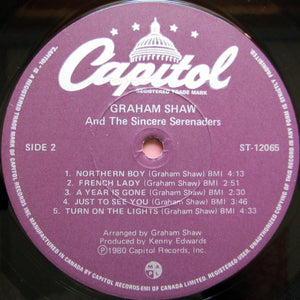 Capitol
REGISTERED TRADE MARK
GRAHAM SHAW
And The Sincere Serenaders
SIDE 2
ST-12065
1. NORTHERN BOY (Graham Shaw) BMI 4:13
2. FRENCH LADY (Graham Shaw) BMI 2:51
3. A YEAR IS GONE (Graham Shaw) BMI 3:23
4. JUST TO SEE YOU (Graham Shaw) BMI 3:46
5. TURN ON THE LIGHTS (Graham Shaw) BMI 4:33
Arranged by Graham Shaw
Produced by Kenny Edwards
℗1980 Capitol Records, Inc.